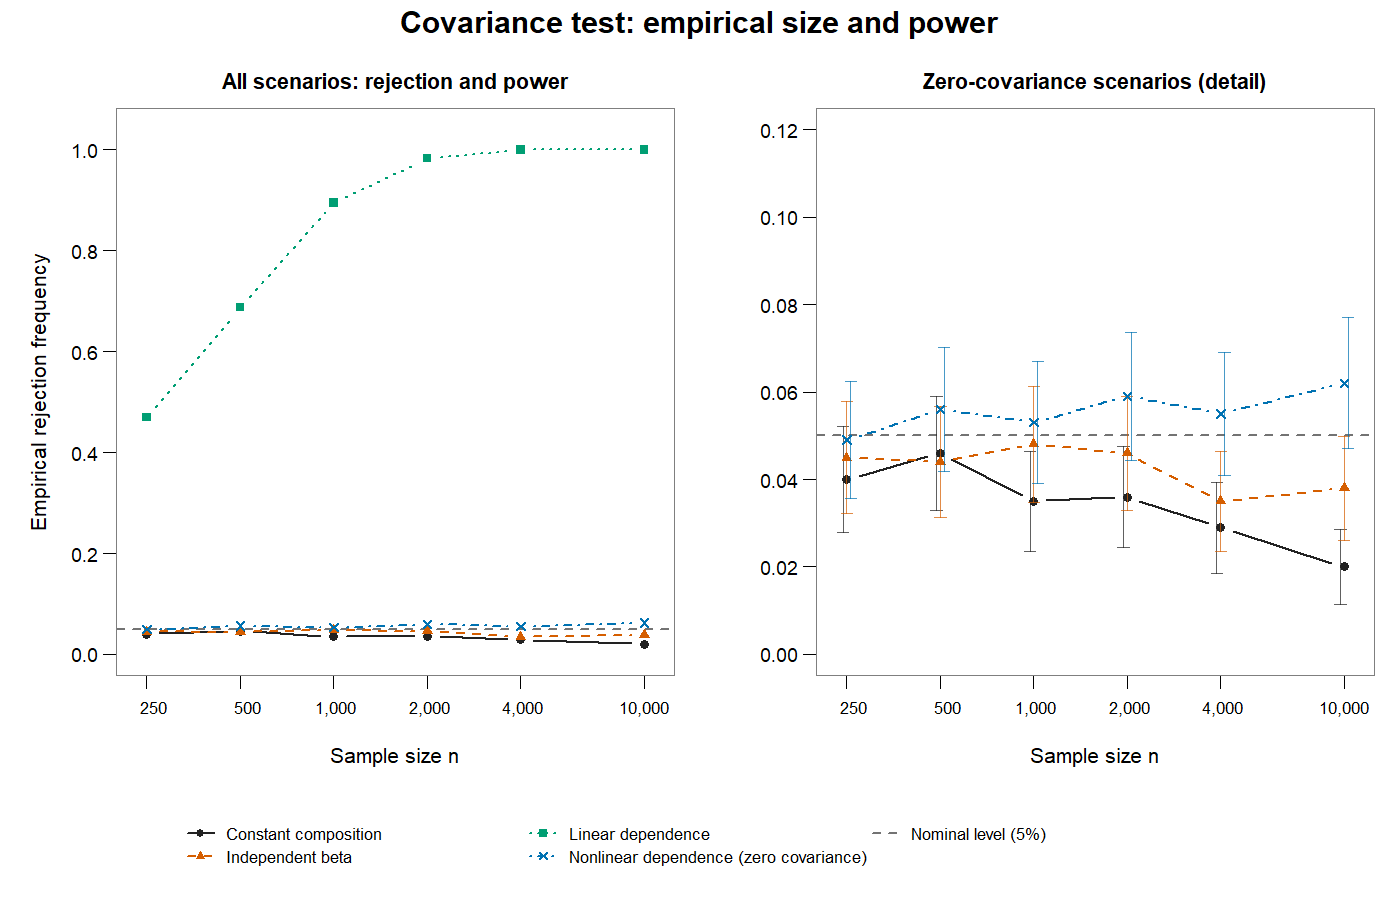 Covariance test: empirical size and power
All scenarios: rejection and power
Empirical rejection frequency
1.0
0.8
0.6
0.4
0.2
0.0
250 500 1,000 2,000 4,000 10,000
Sample size n
Zero-covariance scenarios (detail)
0.12
0.10
0.08
0.06
0.04
0.02
0.00
250 500 1,000 2,000 4,000 10,000
Sample size n
Constant composition
Independent beta
Linear dependence
Nonlinear dependence (zero covariance)
Nominal level (5%)